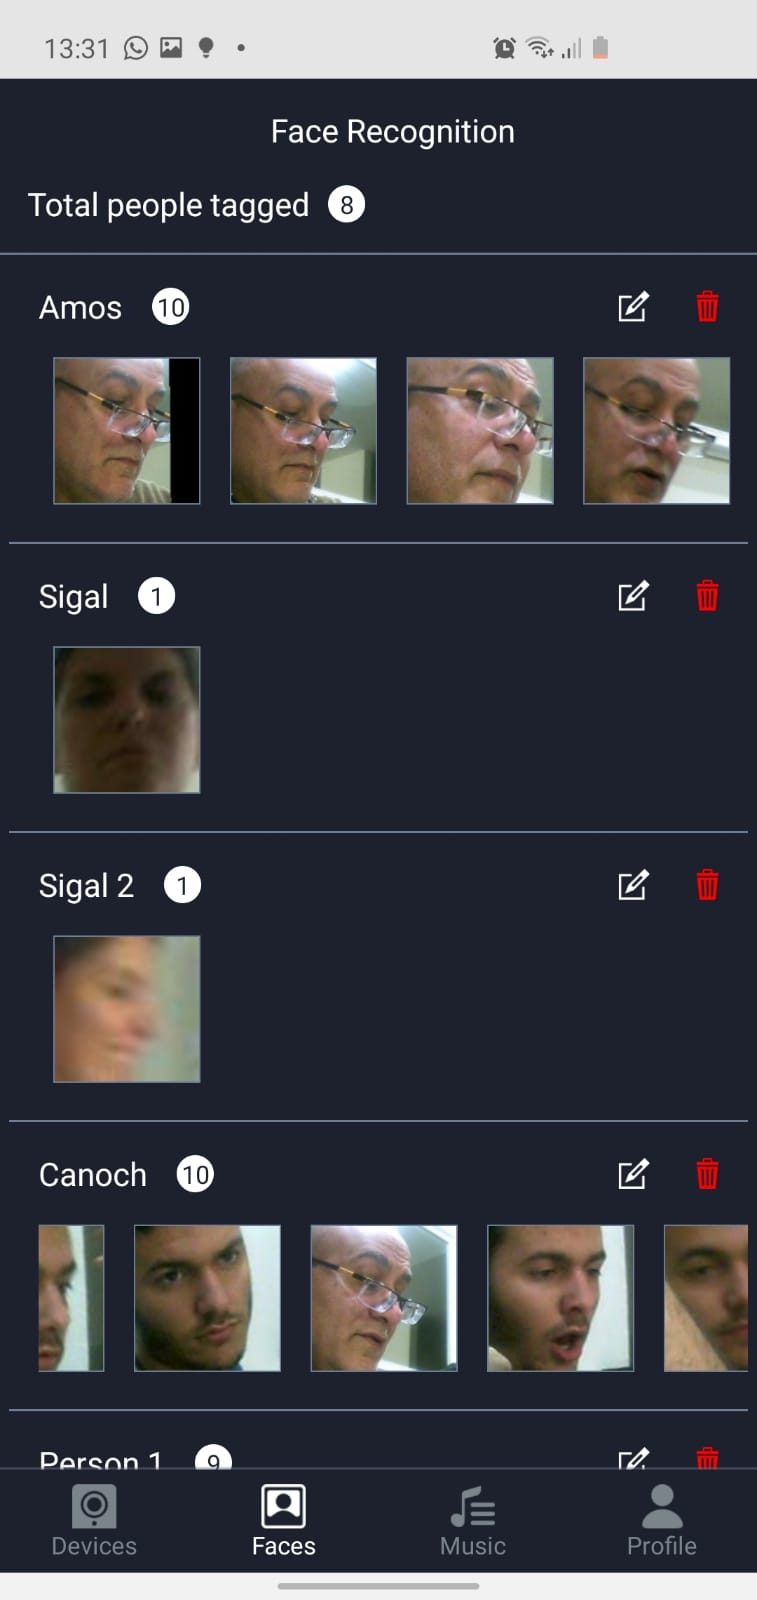 13:31
Face Recognition
Total people tagged 8
Amos 10
Sigal 1
Sigal 2 1
Canoch 10
Person 1 9
Devices Faces Music Profile